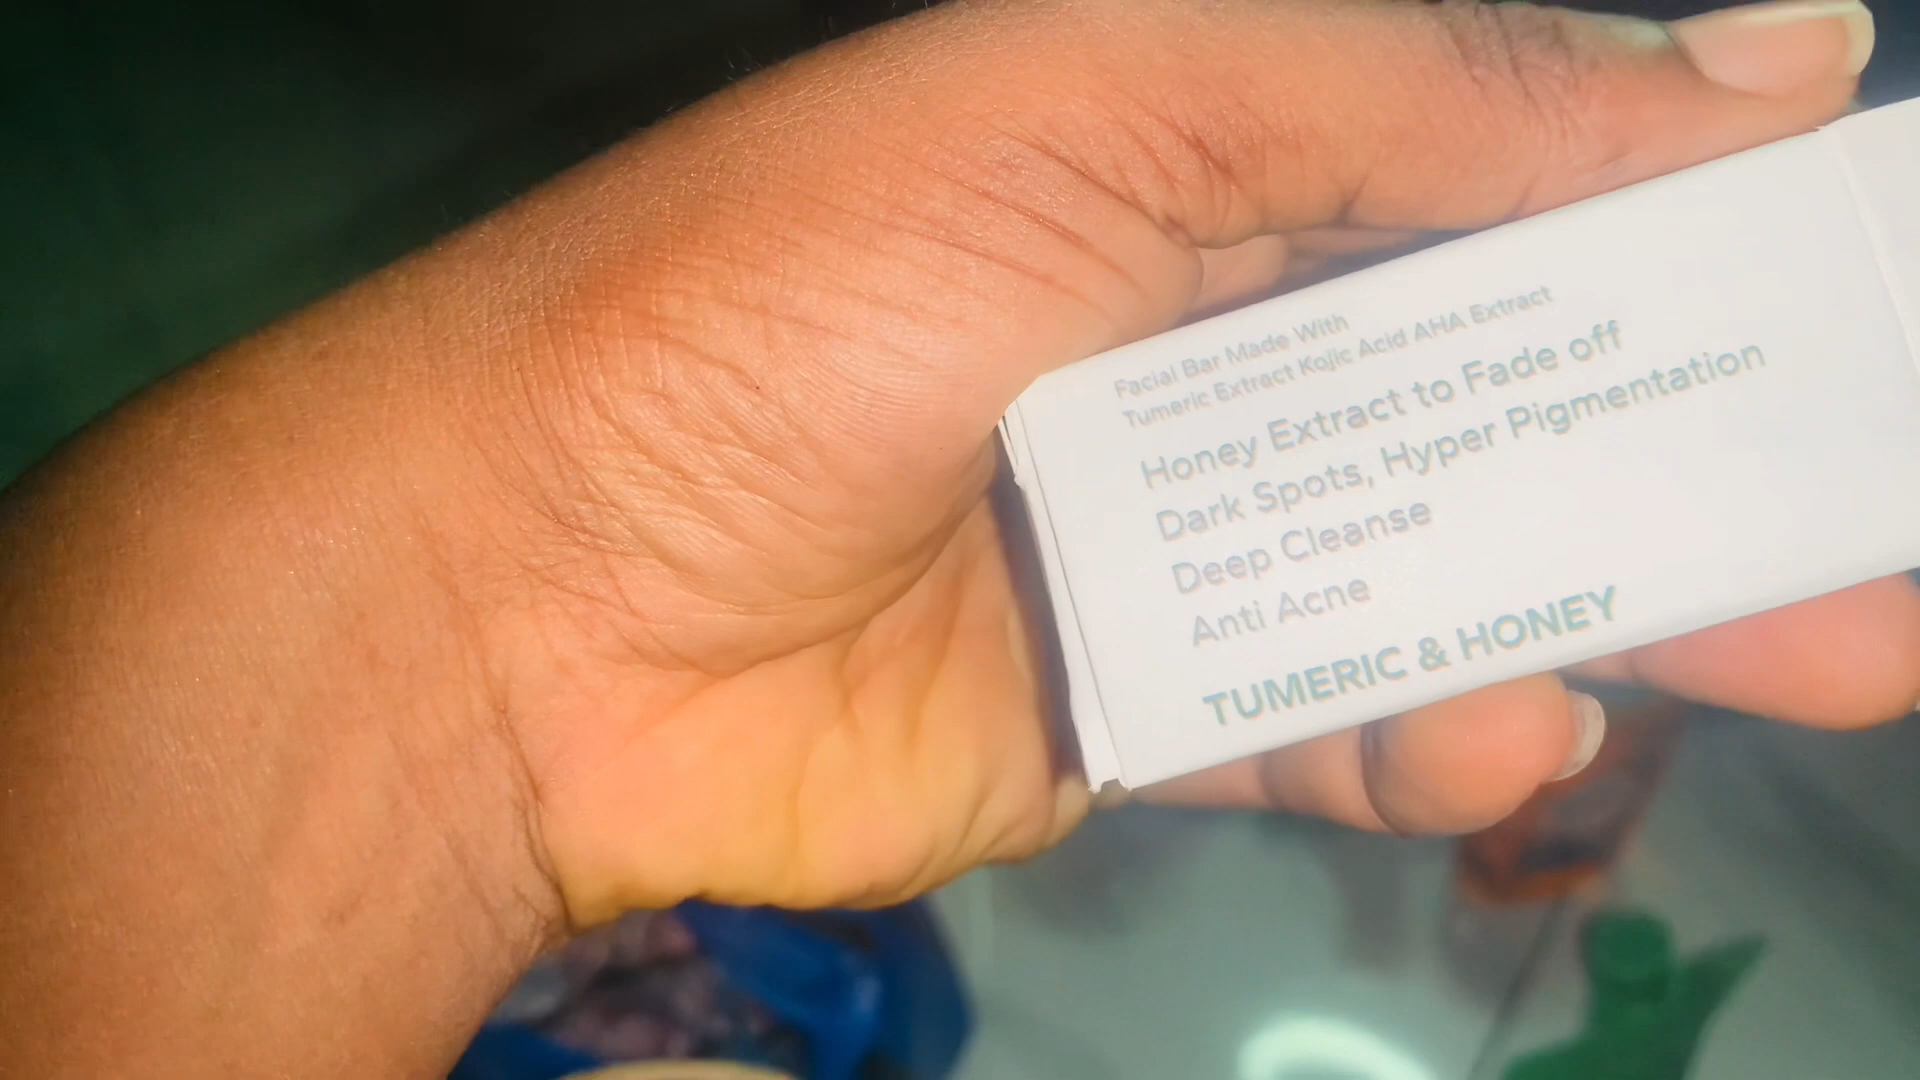 Facial Bar Made With
Tumeric Extract Kojic Acid AHA Extract
Honey Extract to Fade off
Dark Spots, Hyper Pigmentation
Deep Cleanse
Anti Acne
TUMERIC & HONEY